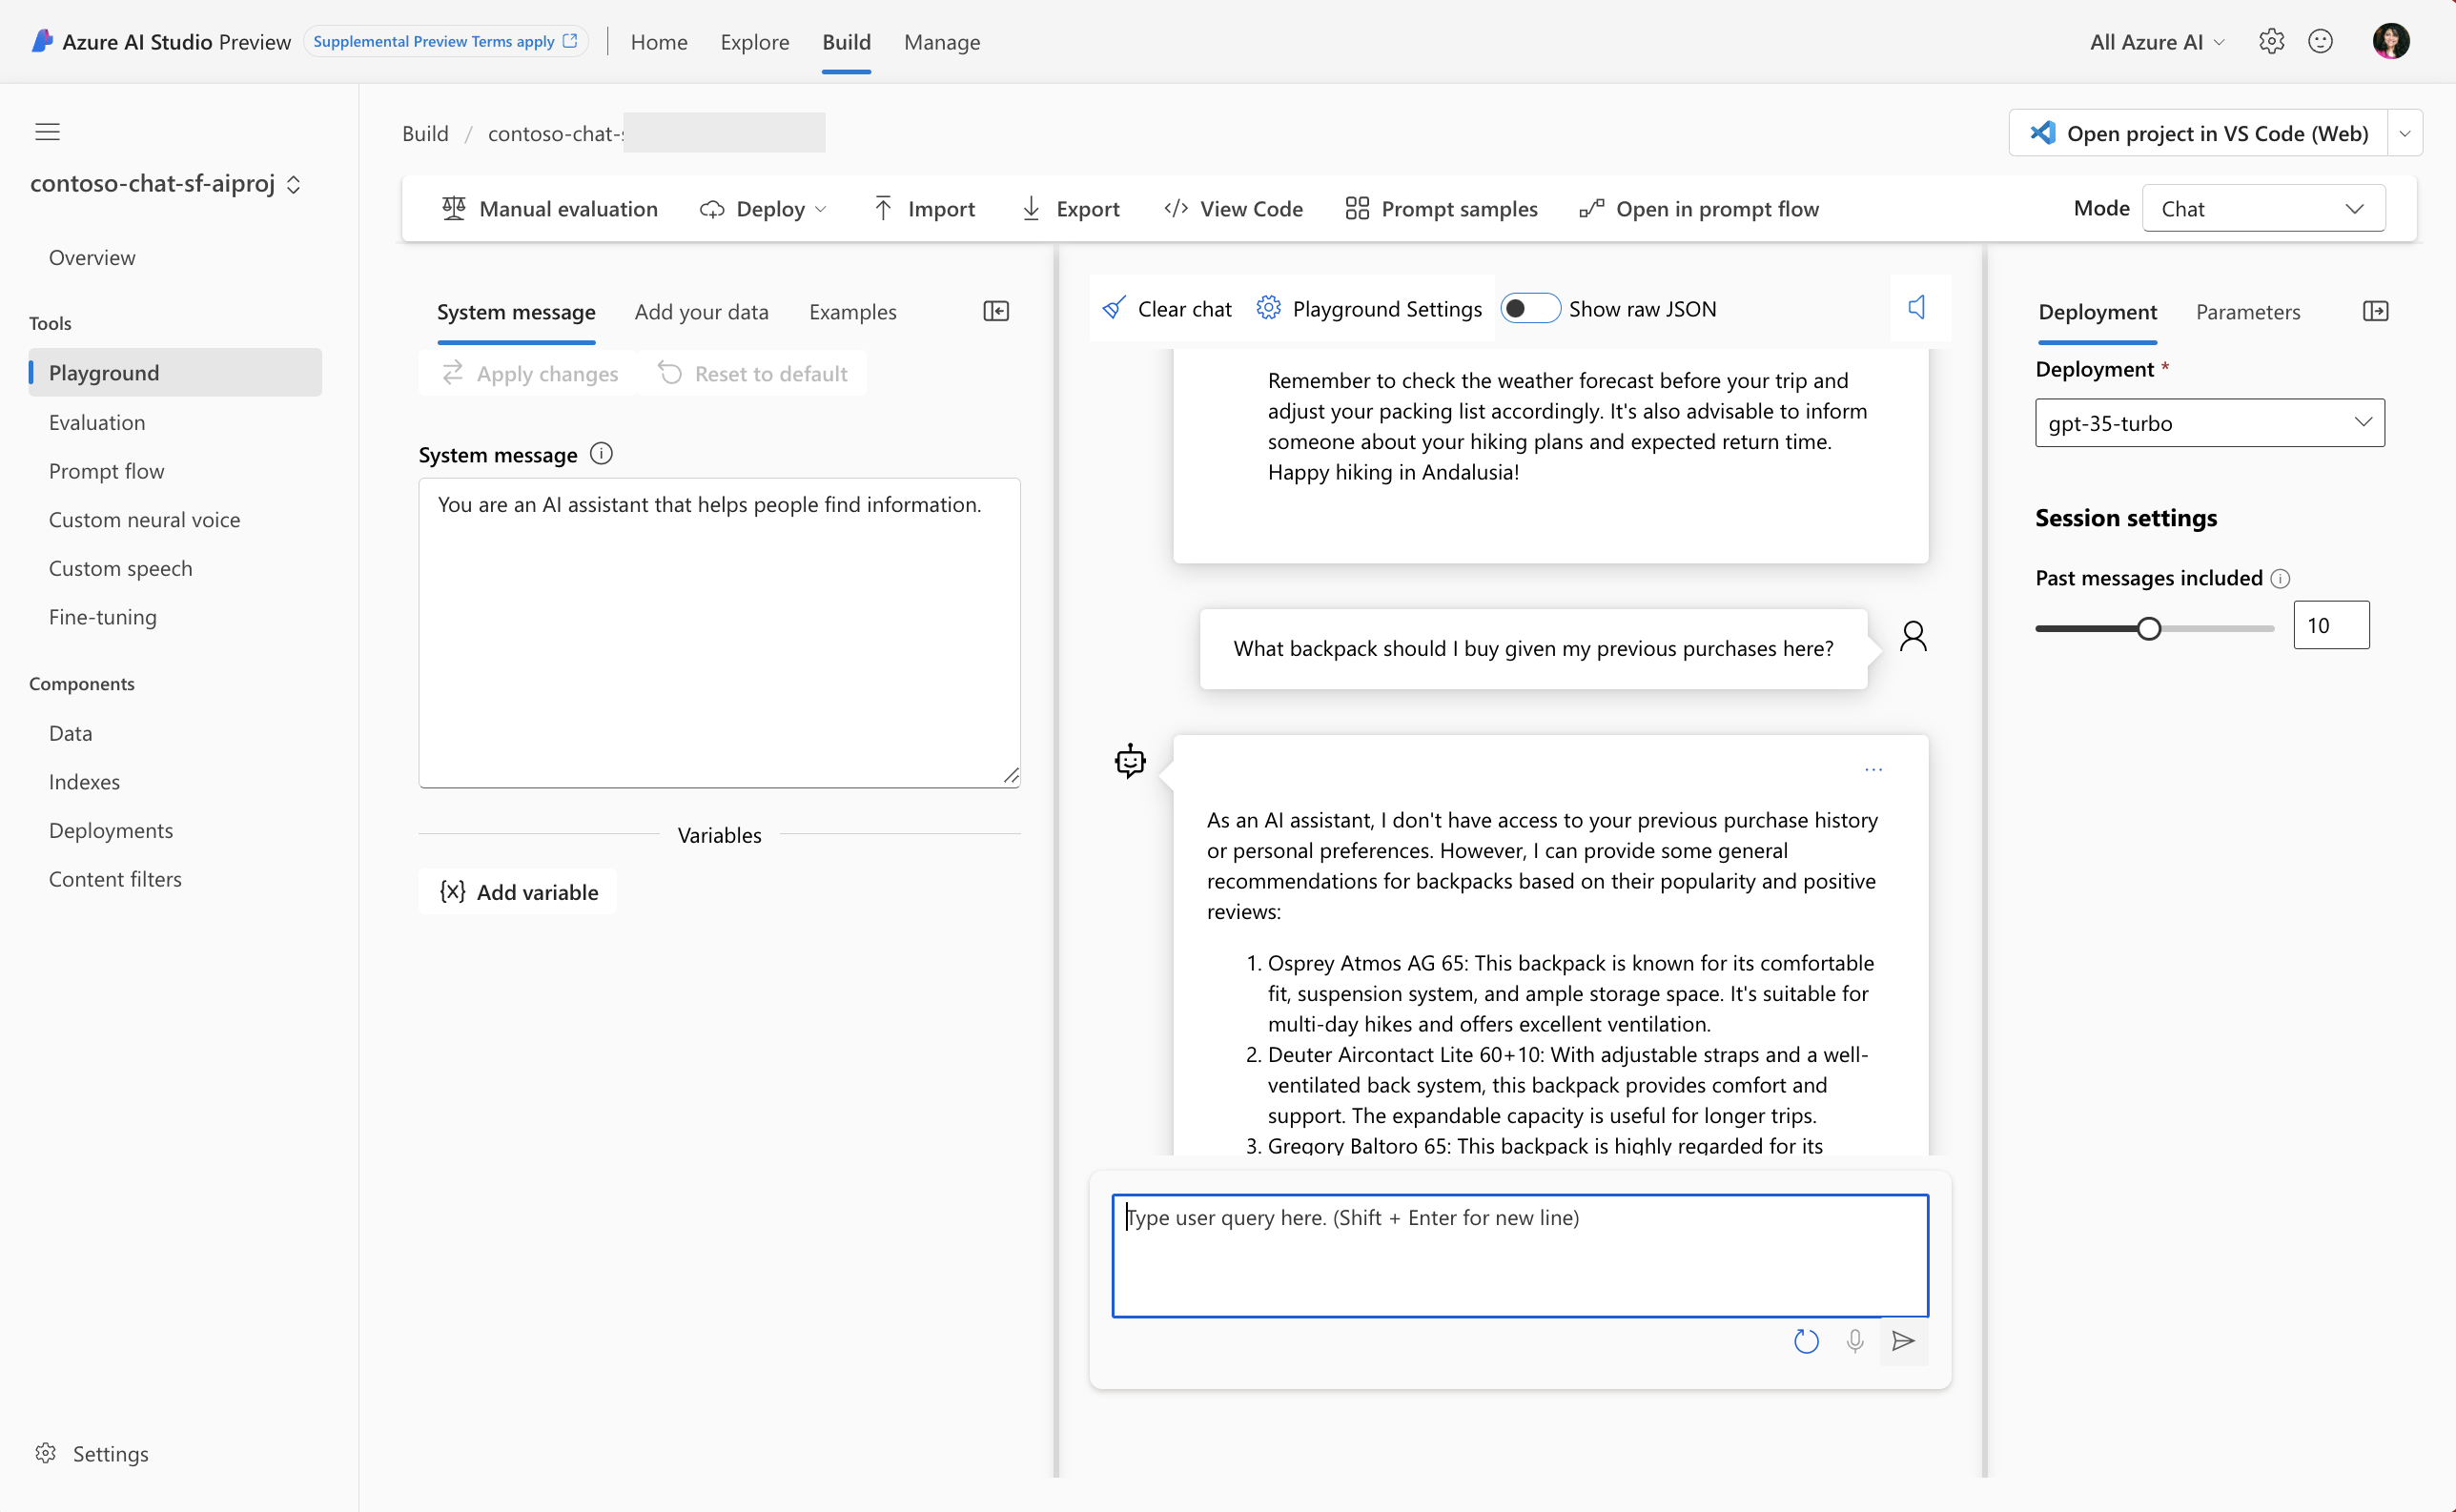 Azure AI Studio Preview
Supplemental Preview Terms apply
Home
Explore
Build
Manage
All Azure AI
contoso-chat-sf-aiproj
Overview
Tools
Playground
Evaluation
Prompt flow
Custom neural voice
Custom speech
Fine-tuning
Components
Data
Indexes
Deployments
Content filters
Settings
Build / contoso-chat-s
Open project in VS Code (Web)
Manual evaluation
Deploy
Import
Export
View Code
Prompt samples
Open in prompt flow
Mode
Chat
System message
Add your data
Examples
Apply changes
Reset to default
System message
You are an AI assistant that helps people find information.
Variables
{x} Add variable
Clear chat
Playground Settings
Show raw JSON
Remember to check the weather forecast before your trip and
adjust your packing list accordingly. It's also advisable to inform
someone about your hiking plans and expected return time.
Happy hiking in Andalusia!
What backpack should I buy given my previous purchases here?
As an AI assistant, I don't have access to your previous purchase history
or personal preferences. However, I can provide some general
recommendations for backpacks based on their popularity and positive
reviews:
1. Osprey Atmos AG 65: This backpack is known for its comfortable
fit, suspension system, and ample storage space. It's suitable for
multi-day hikes and offers excellent ventilation.
2. Deuter Aircontact Lite 60+10: With adjustable straps and a well-
ventilated back system, this backpack provides comfort and
support. The expandable capacity is useful for longer trips.
3. Gregory Baltoro 65: This backpack is highly regarded for its
Type user query here. (Shift + Enter for new line)
Deployment
Parameters
Deployment *
gpt-35-turbo
Session settings
Past messages included
10